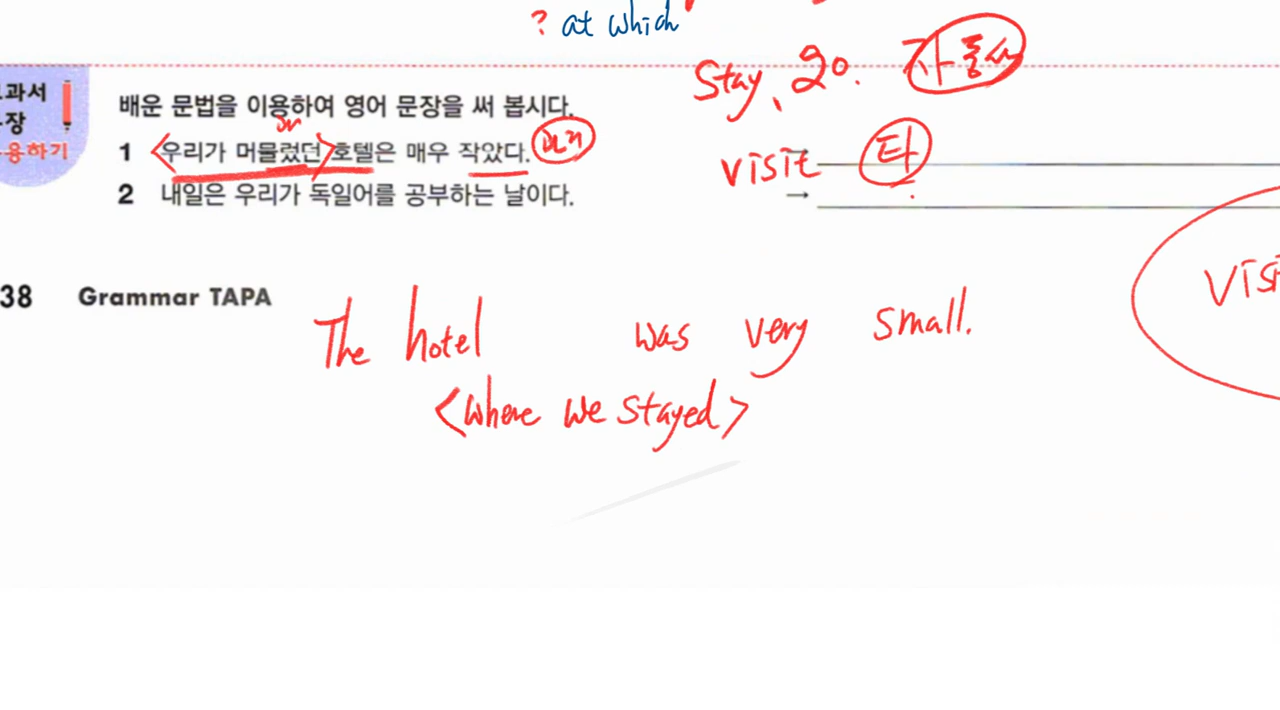 ? at which
Stay, go. 자동사
교과서
문장
활용하기
배운 문법을 이용하여 영어 문장을 써 봅시다.
1 <우리가 머물렀던> 호텔은 매우 작았다. →
visit 타
2 내일은 우리가 독일어를 공부하는 날이다. →
visi
38 Grammar TAPA
The hotel was very small.
<where we stayed>